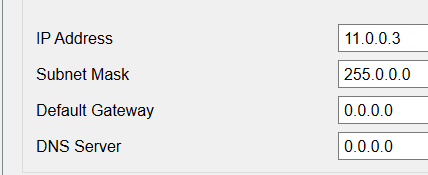 IP Address 11.0.0.3
Subnet Mask 255.0.0.0
Default Gateway 0.0.0.0
DNS Server 0.0.0.0